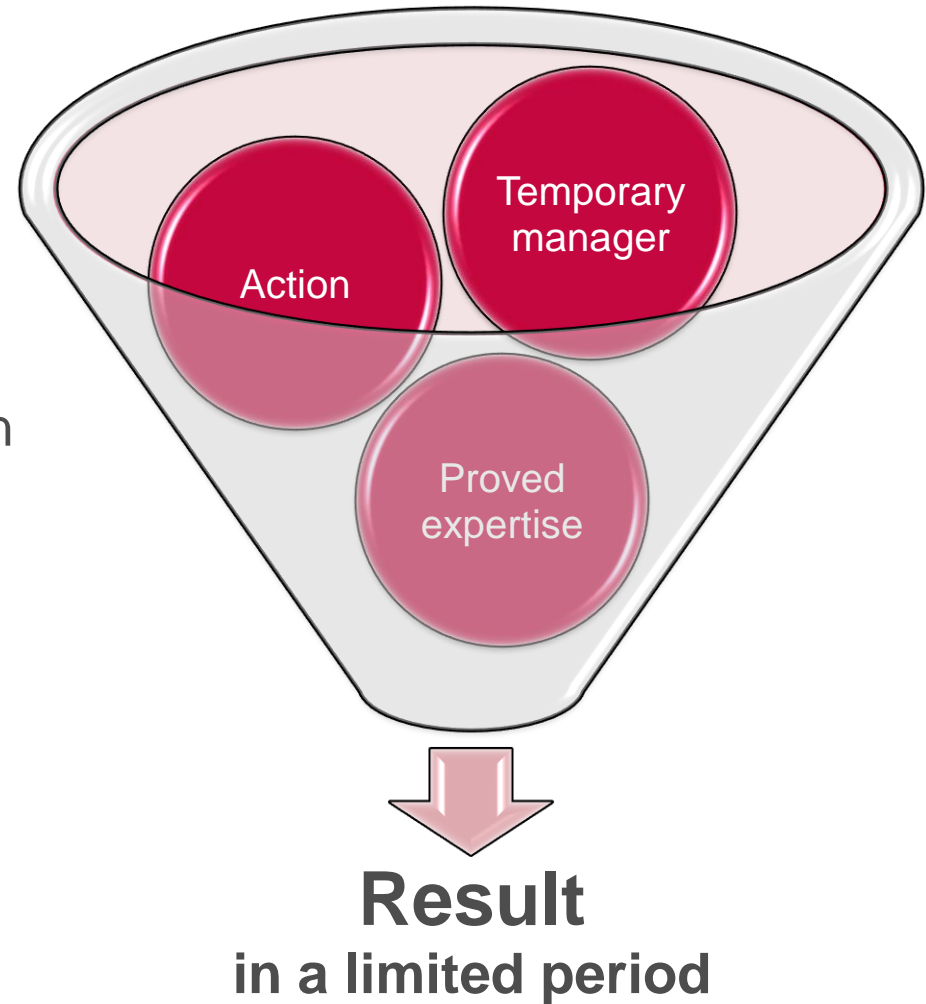 Temporary
manager
Action
Proved
expertise
Result
in a limited period